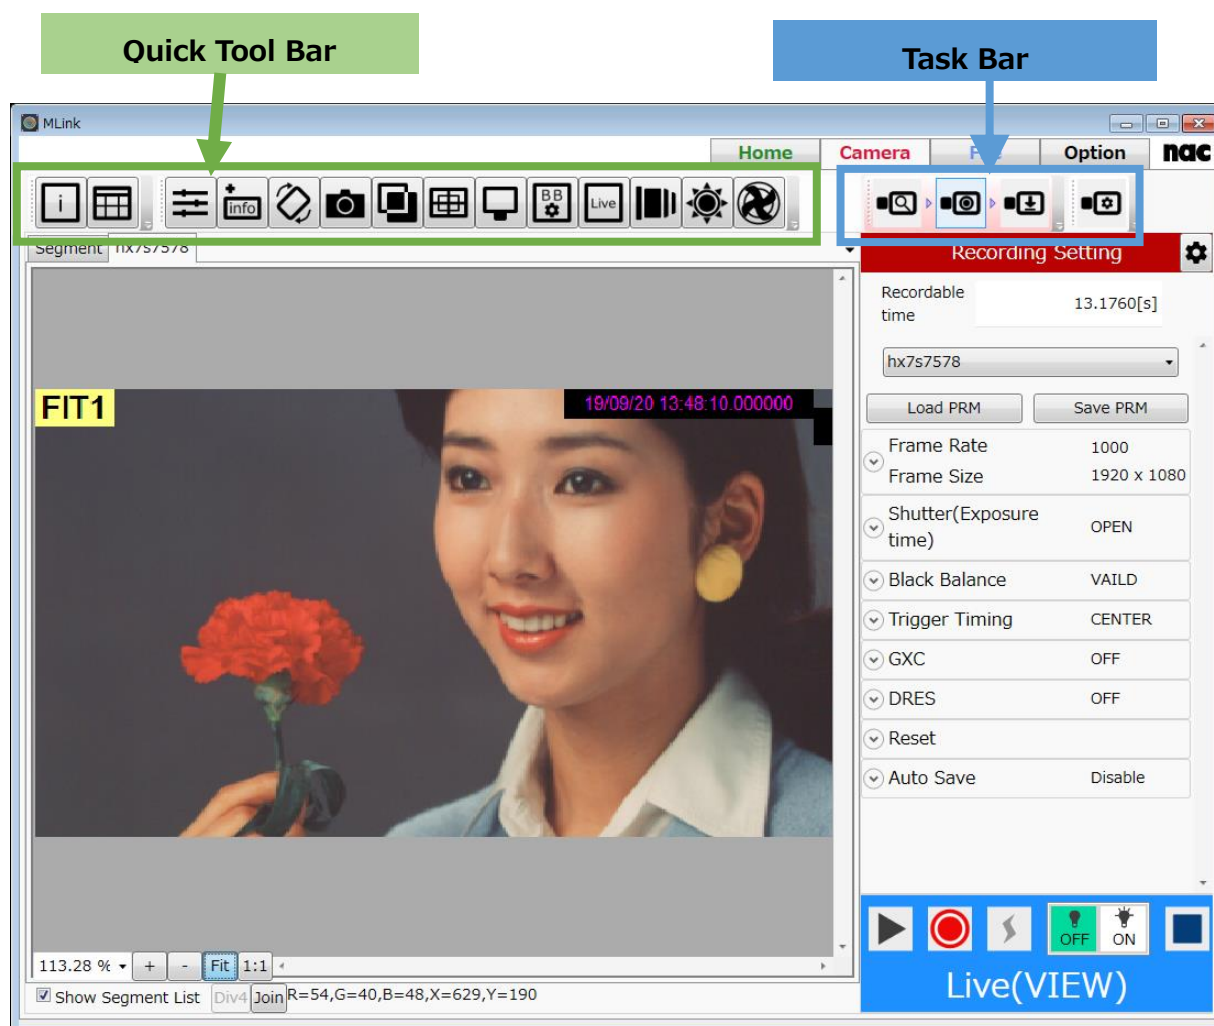 Quick Tool Bar
Task Bar
MLink
Home
Camera
Option
nac
i
info
BB
Live
Segment
hx7s7578
Recording Setting
Recordable
time
13.1760[s]
hx7s7578
Load PRM
Save PRM
FIT1
19/09/20 13:48:10.000000
Frame Rate
1000
Frame Size
1920 x 1080
Shutter(Exposure
time)
OPEN
Black Balance
VAILD
Trigger Timing
CENTER
GXC
OFF
DRES
OFF
Reset
Auto Save
Disable
OFF
ON
Live(VIEW)
113.28 %
+
-
Fit
1:1
Show Segment List
Div4
Join
R=54,G=40,B=48,X=629,Y=190